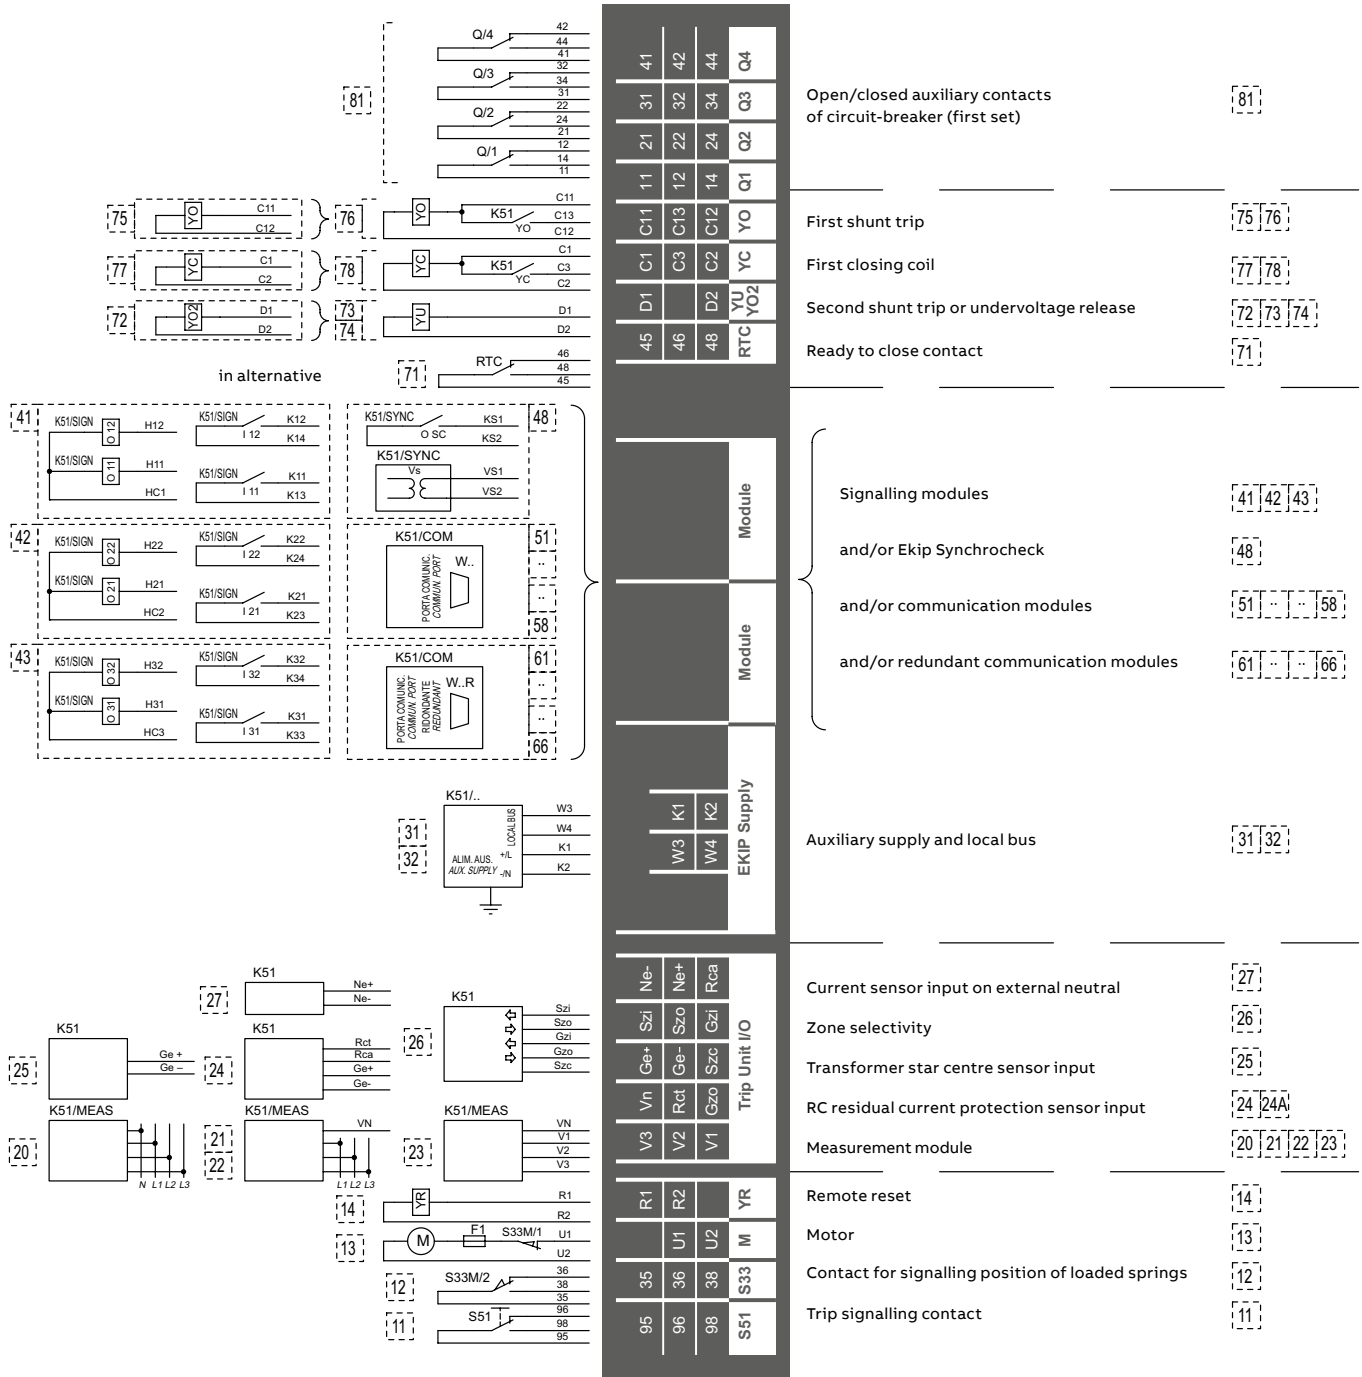 42
Q/4
44
41
32
Q/3
34
31
22
Q/2
24
21
12
Q/1
14
11
81
41 42 44 Q4
31 32 34 Q3
21 22 24 Q2
11 12 14 Q1
Open/closed auxiliary contacts
of circuit-breaker (first set)
81
75
YO
C11
C12
76
YO
K51
YO
C11
C13
C12
C11 C13 C12 YO
First shunt trip
75 76
77
YC
C1
C2
78
YC
K51
YC
C1
C3
C2
C1 C3 C2 YC
First closing coil
77 78
72
YO2
D1
D2
73
74
YU
D1
D2
D1 D2 YU
YO2
Second shunt trip or undervoltage release
72 73 74
in alternative
71
RTC
46
48
45
45 46 48 RTC
Ready to close contact
71
41
K51/SIGN
O 12
H12
K51/SIGN
I 12
K12
K14
K51/SIGN
O 11
H11
HC1
K51/SIGN
I 11
K11
K13
48
K51/SYNC
O SC
KS1
KS2
K51/SYNC
Vs
VS1
VS2
42
K51/SIGN
O 22
H22
K51/SIGN
I 22
K22
K24
K51/SIGN
O 21
H21
HC2
K51/SIGN
I 21
K21
K23
K51/COM
PORTA COMUNIC.
COMMUN. PORT
W..
51
..
58
43
K51/SIGN
O 32
H32
K51/SIGN
I 32
K32
K34
K51/SIGN
O 31
H31
HC3
K51/SIGN
I 31
K31
K33
K51/COM
PORTA COMUNIC.
COMMUN. PORT
RIDONDANTE
REDUNDANT
W..R
61
..
..
66
Module
Module
Signalling modules
41 42 43
and/or Ekip Synchrocheck
48
and/or communication modules
51 .. .. 58
and/or redundant communication modules
61 .. .. 66
31
32
K51/..
LOCAL BUS
ALIM. AUS.
AUX. SUPPLY
+/L
-/N
W3
W4
K1
K2
K1 K2
W3 W4
EKIP Supply
Auxiliary supply and local bus
31 32
27
K51
Ne+
Ne-
25
K51
Ge +
Ge –
24
K51
Rct
Rca
Ge+
Ge-
26
K51
Szi
Szo
Gzi
Gzo
Szc
20
K51/MEAS
N L1 L2 L3
21
22
K51/MEAS
VN
L1 L2 L3
23
K51/MEAS
VN
V1
V2
V3
Ne- Ne+ Rca
Szi Szo Gzi
Ge+ Ge– Szc
Vn Rct Gzo
V3 V2 V1
Trip Unit I/O
Current sensor input on external neutral
27
Zone selectivity
26
Transformer star centre sensor input
25
RC residual current protection sensor input
24 24A
Measurement module
20 21 22 23
14
YR
R1
R2
R1 R2 YR
Remote reset
14
13
M
F1
S33M/1
U1
U2
U1 U2 M
Motor
13
12
S33M/2
36
38
35
35 36 38 S33
Contact for signalling position of loaded springs
12
11
S51
96
98
95
95 96 98 S51
Trip signalling contact
11